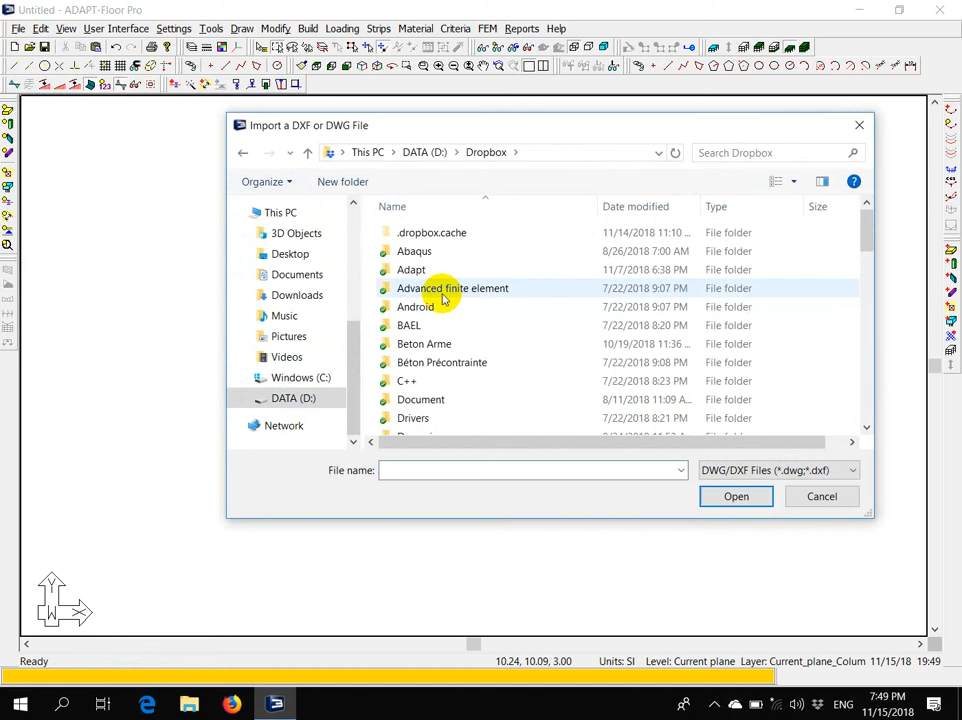 Untitled - ADAPT-Floor Pro
File Edit View User Interface Settings Tools Draw Modify Build Loading Strips Material Criteria FEM Reports Help
Import a DXF or DWG File
This PC > DATA (D:) > Dropbox >
Search Dropbox
Organize
New folder
Name Date modified Type Size
This PC
3D Objects
Desktop
Documents
Downloads
Music
Pictures
Videos
Windows (C:)
DATA (D:)
Network
.dropbox.cache 11/14/2018 11:10 ... File folder
Abaqus 8/26/2018 7:00 AM File folder
Adapt 11/7/2018 6:38 PM File folder
Advanced finite element 7/22/2018 9:07 PM File folder
Android 7/22/2018 9:07 PM File folder
BAEL 7/22/2018 8:20 PM File folder
Beton Arme 10/19/2018 11:36 ... File folder
Béton Précontrainte 7/22/2018 9:08 PM File folder
C++ 7/22/2018 8:23 PM File folder
Document 8/11/2018 11:09 A... File folder
Drivers 7/22/2018 8:21 PM File folder
File name:
DWG/DXF Files (*.dwg;*.dxf)
Open
Cancel
Y
W
X
Ready
10.24, 10.09, 3.00 Units: SI Level: Current plane Layer: Current_plane_Colum 11/15/18 19:49
ENG
7:49 PM
11/15/2018